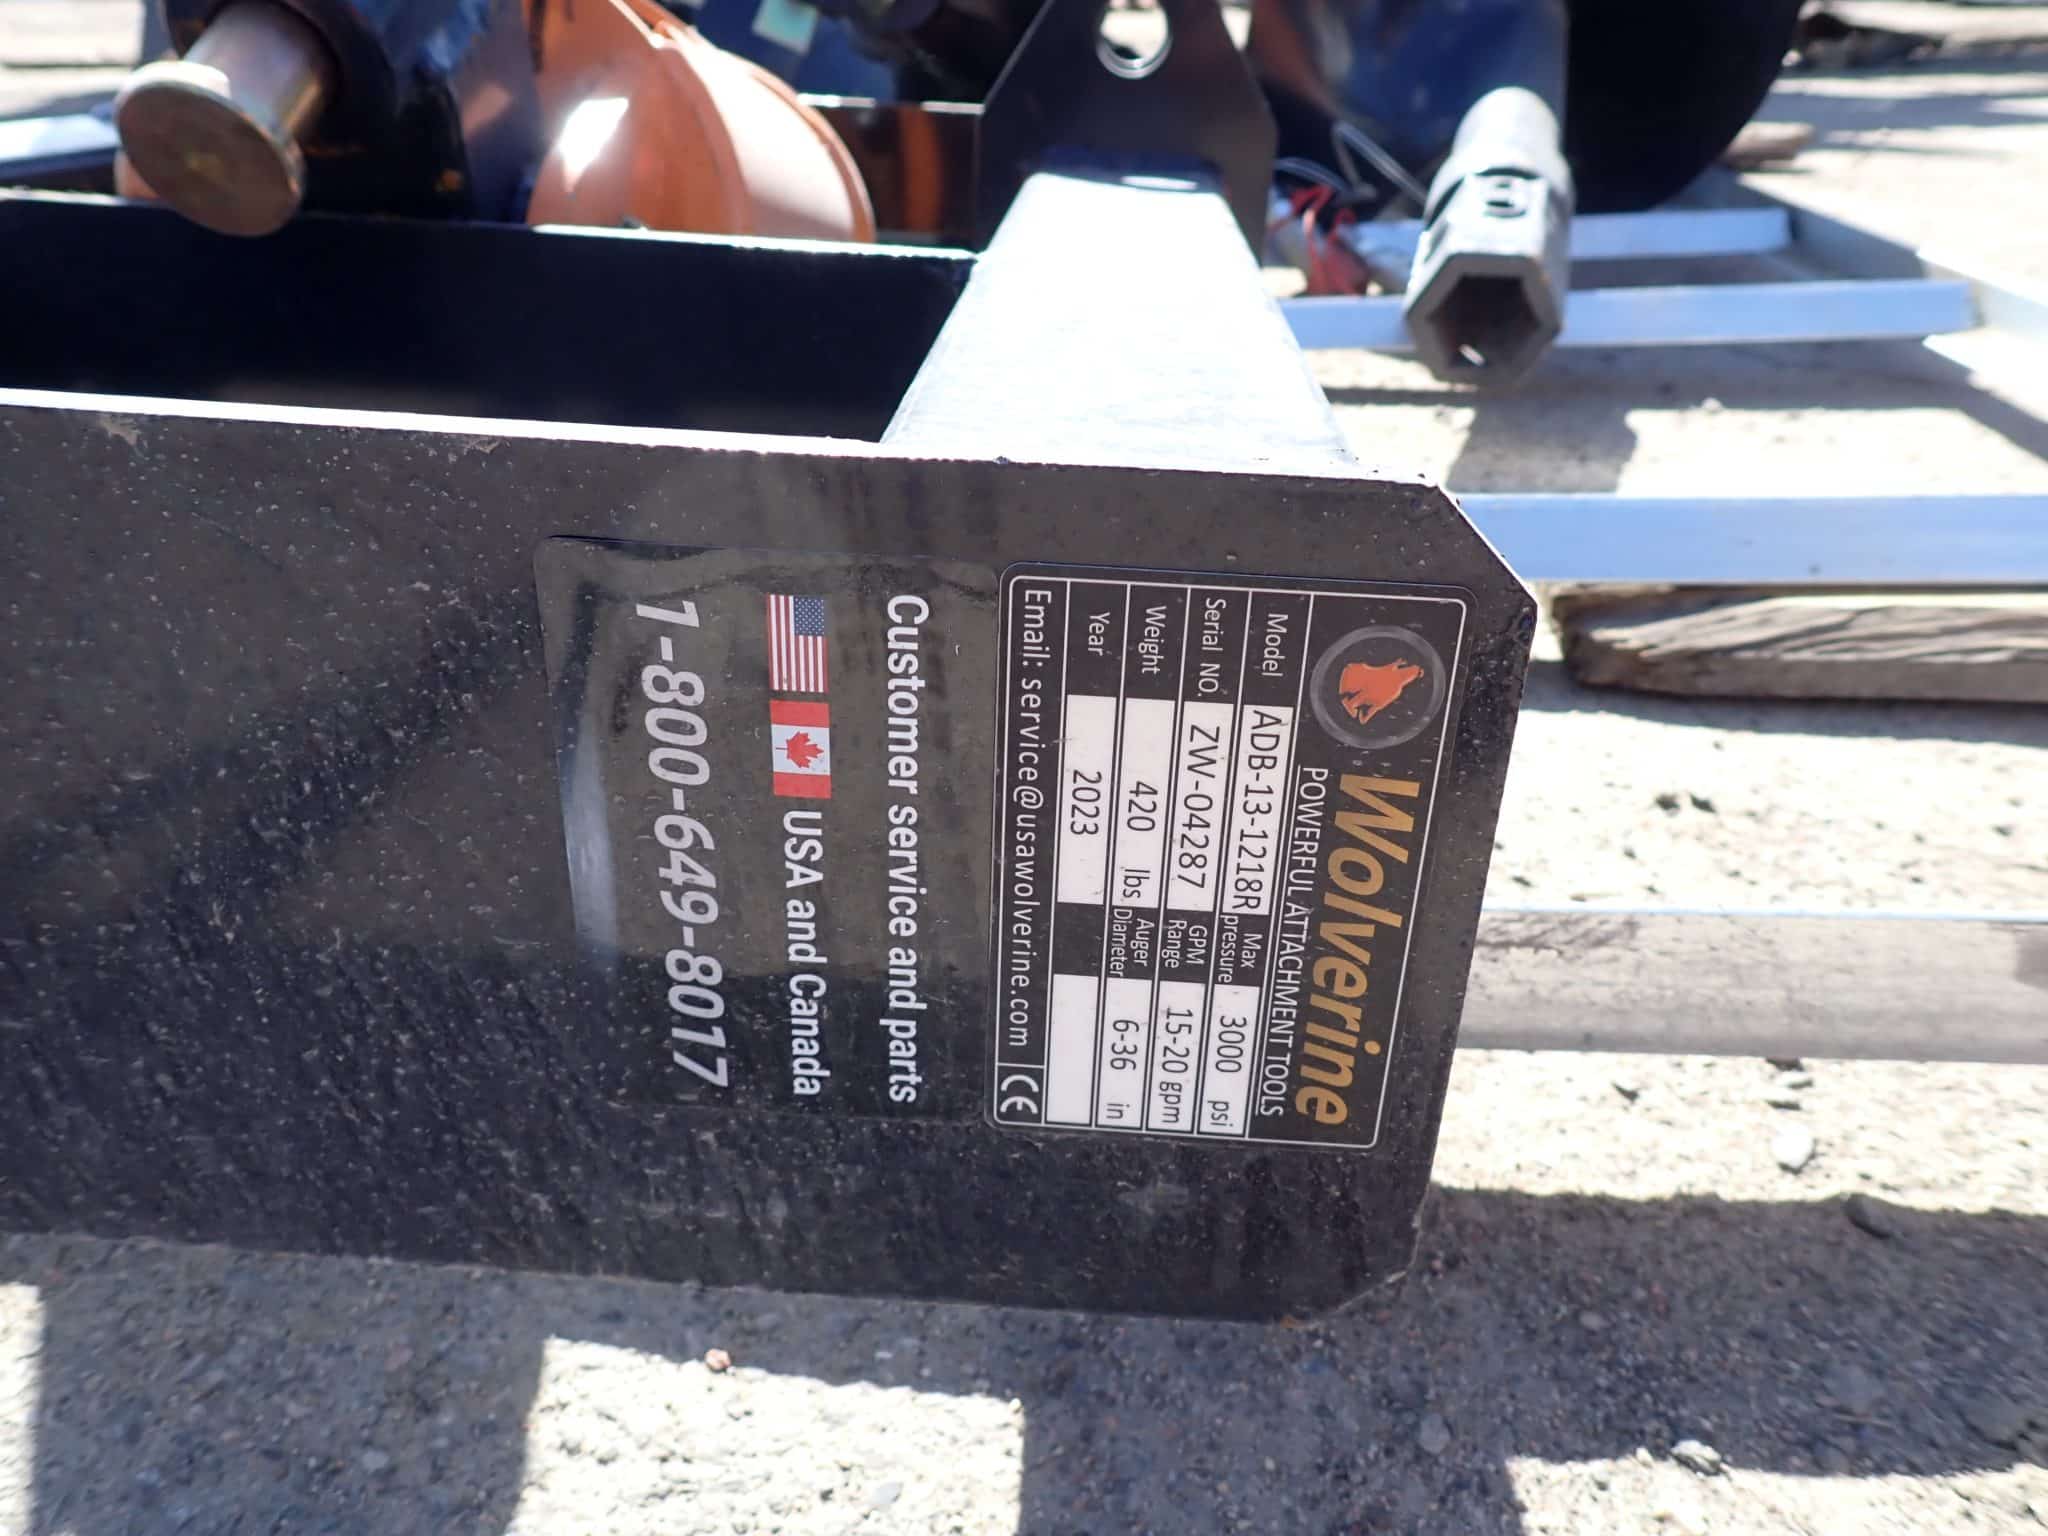 Wolverine
POWERFUL ATTACHMENT TOOLS
Model ADB-13-1218R Max pressure 3000 psi
Serial NO. ZW-04287 GPM Range 15-20 gpm
Weight 420 lbs. Auger Diameter 6-36 in
Year 2023
Email: service@usawolverine.com CE
Customer service and parts
USA and Canada
1-800-649-8017